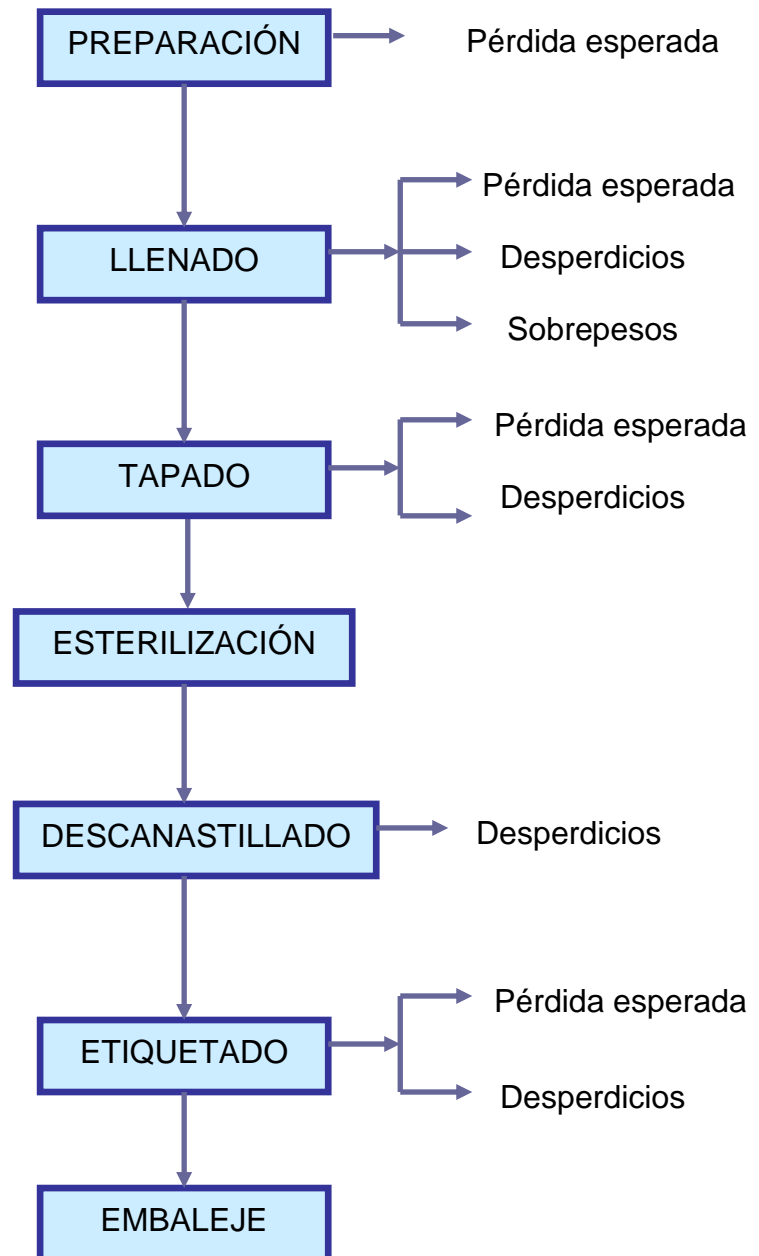 PREPARACIÓN
Pérdida esperada
Pérdida esperada
LLENADO
Desperdicios
Sobrepesos
Pérdida esperada
TAPADO
Desperdicios
ESTERILIZACIÓN
DESCANASTILLADO
Desperdicios
Pérdida esperada
ETIQUETADO
Desperdicios
EMBALEJE